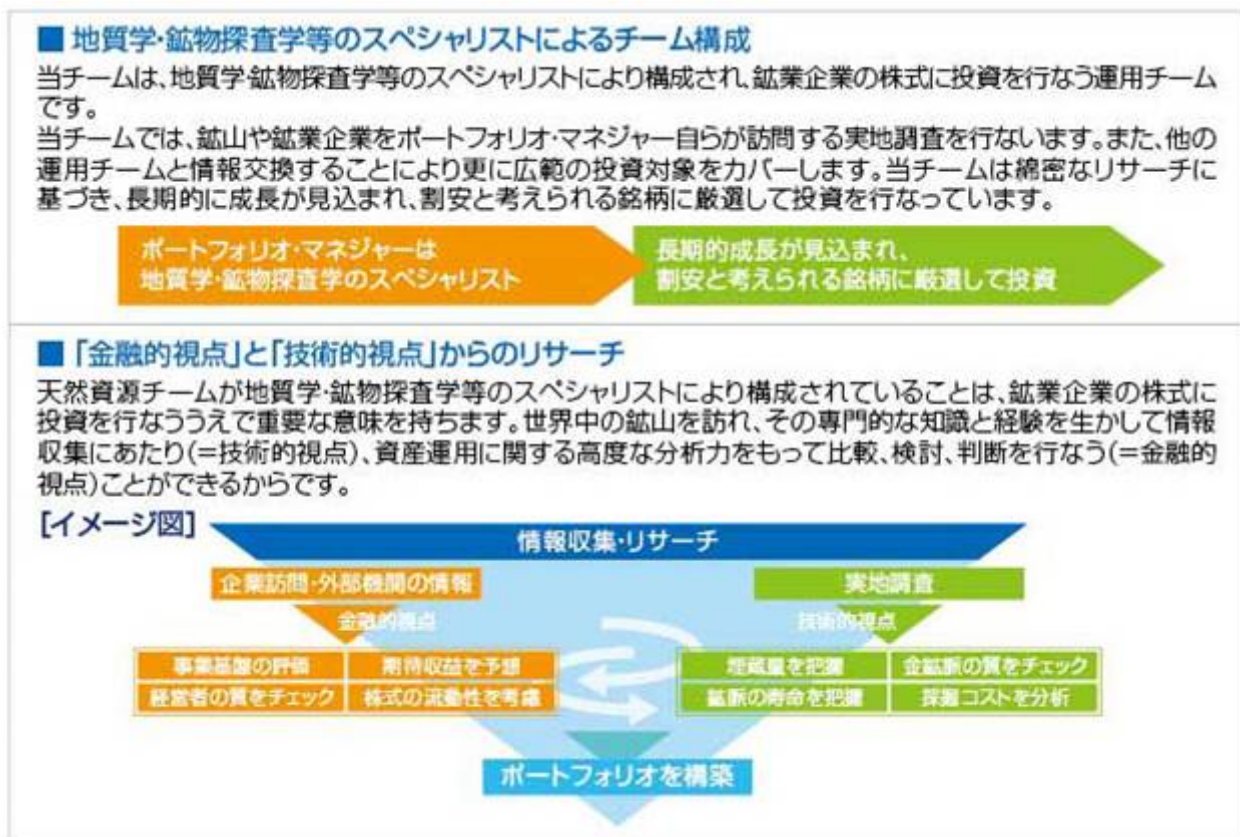 ■ 地質学・鉱物探査学等のスペシャリストによるチーム構成
当チームは、地質学・鉱物探査学等のスペシャリストにより構成され、鉱業企業の株式に投資を行なう運用チーム
です。
当チームでは、鉱山や鉱業企業をポートフォリオ・マネジャー自らが訪問する実地調査を行ないます。また、他の
運用チームと情報交換することにより更に広範の投資対象をカバーします。当チームは綿密なリサーチに
基づき、長期的に成長が見込まれ、割安と考えられる銘柄に厳選して投資を行なっています。
ポートフォリオ・マネジャーは
地質学・鉱物探査学のスペシャリスト
長期的成長が見込まれ、
割安と考えられる銘柄に厳選して投資
■ 「金融的視点」と「技術的視点」からのリサーチ
天然資源チームが地質学・鉱物探査学等のスペシャリストにより構成されていることは、鉱業企業の株式に
投資を行なううえで重要な意味を持ちます。世界中の鉱山を訪れ、その専門的な知識と経験を生かして情報
収集にあたり(=技術的視点)、資産運用に関する高度な分析力をもって比較、検討、判断を行なう(=金融的
視点)ことができるからです。
[イメージ図]
情報収集・リサーチ
企業訪問・外部機関の情報
実地調査
金融的視点
技術的視点
事業基盤の評価 期待収益を予想
経営者の質をチェック 株式の流動性を考慮
埋蔵量を把握 金鉱脈の質をチェック
鉱脈の寿命を把握 採掘コストを分析
ポートフォリオを構築